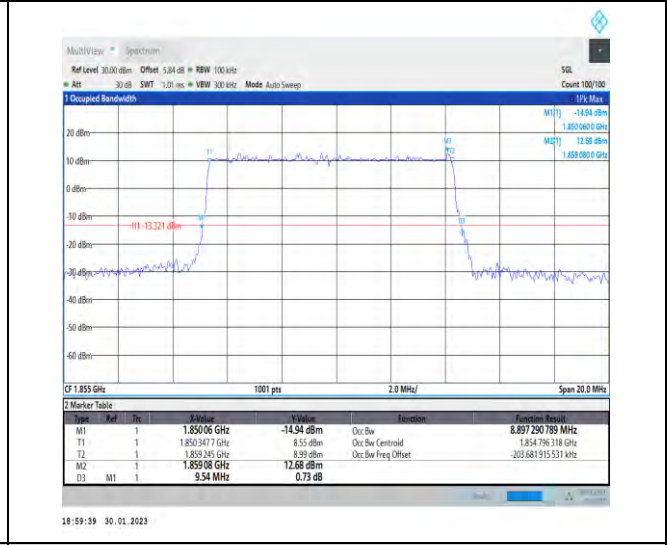 MultiView Spectrum
Ref Level 30.00 dBm Offset 5.84 dB RBW 100 kHz SGL
Att 30 dB SWT 1.01 ms VBW 300 kHz Mode Auto Sweep Count 100/100
1 Occupied Bandwidth 1Pk Max
M1[1] -14.94 dBm
1.850 060 0 GHz
20 dBm
M2[1] 12.68 dBm
1.859 080 0 GHz
M3
T1
T2
10 dBm
0 dBm
-10 dBm
H1 -13.321 dBm
-20 dBm
-30 dBm
-40 dBm
-50 dBm
-60 dBm
CF 1.855 GHz 1001 pts 2.0 MHz/ Span 20.0 MHz
2 Marker Table
Type Ref Trc X-Value Y-Value Function Function Result
M1 1 1.85006 GHz -14.94 dBm Occ Bw 8.897 290 789 MHz
T1 1 1.850 347 7 GHz 8.55 dBm Occ Bw Centroid 1.854 796 318 GHz
T2 1 1.859 245 GHz 8.99 dBm Occ Bw Freq Offset -203.681 915 531 kHz
M2 1 1.85908 GHz 12.68 dBm
D3 M1 1 9.54 MHz 0.73 dB
18:59:39 30.01.2023